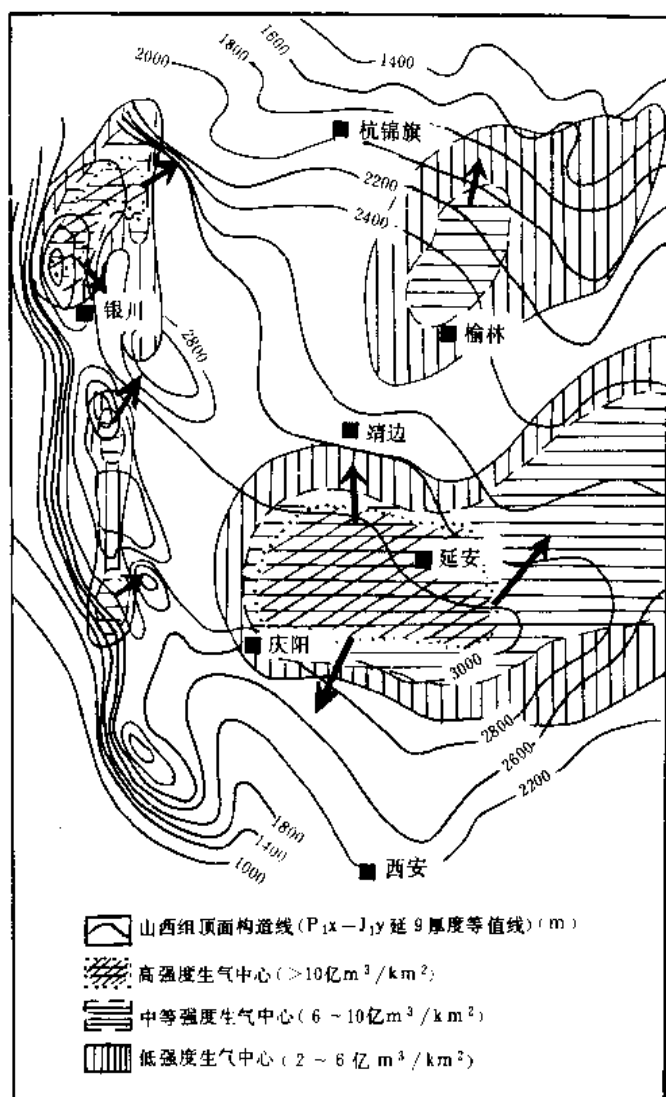 1600
1400
1800
2000
杭锦旗
2200
2400
银川
2800
榆林
靖边
延安
庆阳
3000
2800
2600
2200
1800
1400
1000
西安
山西组顶面构造线(P₁x−J₁y延9厚度等值线)(m)
高强度生气中心(>10亿m³/km²)
中等强度生气中心(6~10亿m³/km²)
低强度生气中心(2~6亿m³/km²)